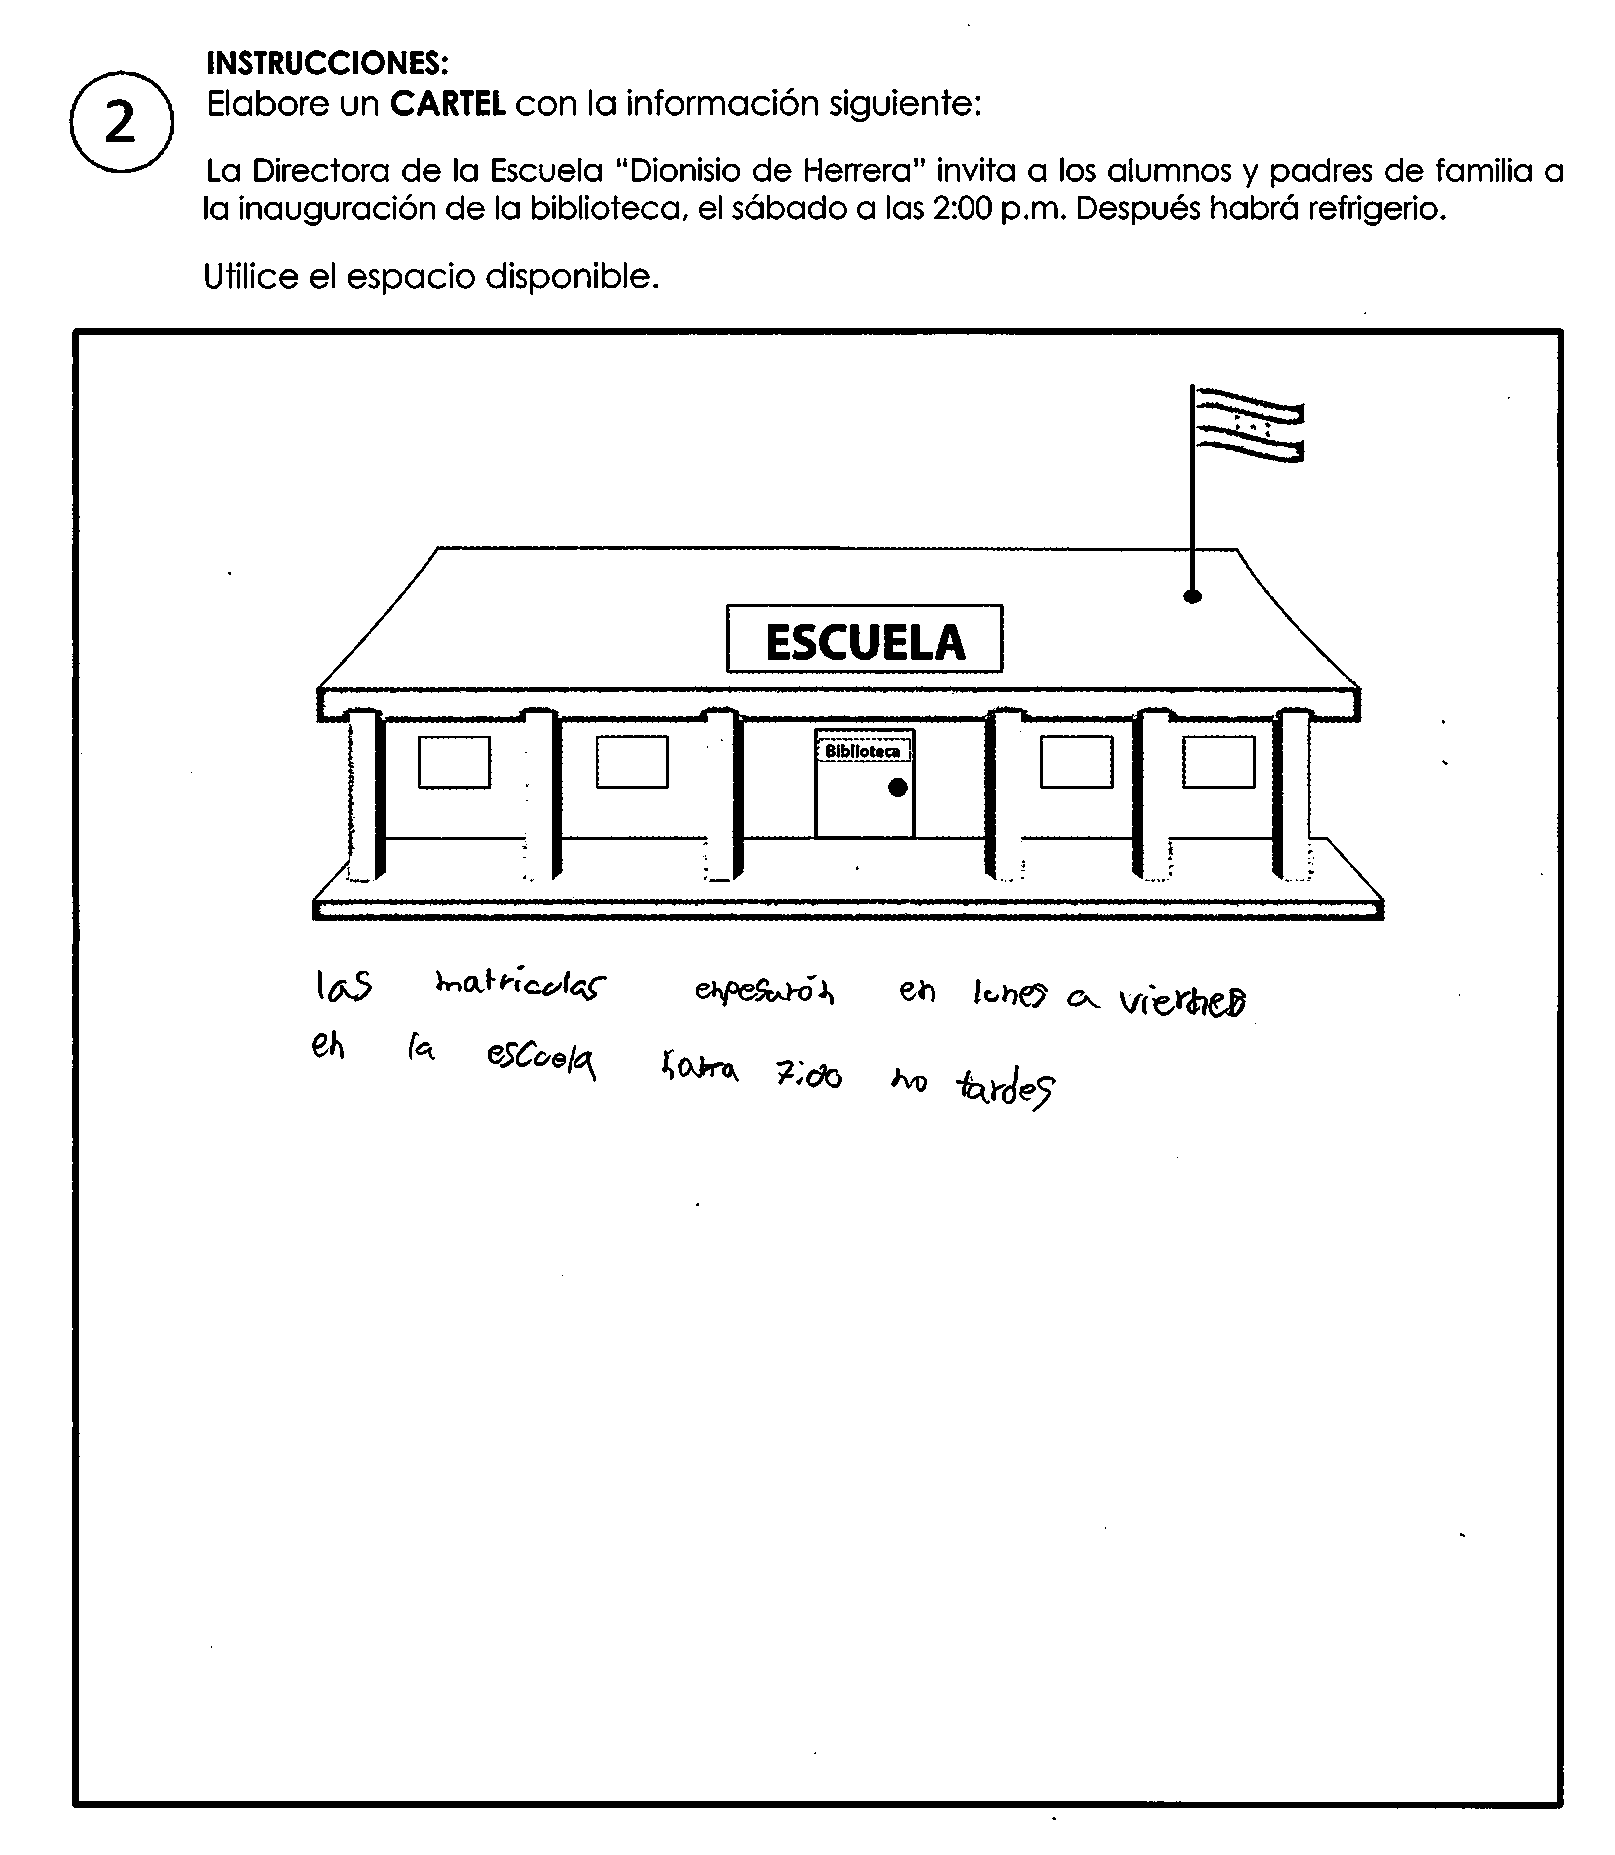 INSTRUCCIONES:
2
Elabore un CARTEL con la información siguiente:
La Directora de la Escuela "Dionisio de Herrera" invita a los alumnos y padres de familia a
la inauguración de la biblioteca, el sábado a las 2:00 p.m. Después habrá refrigerio.
Utilice el espacio disponible.
ESCUELA
Biblioteca
las matriculas enpesarón en lunes a viernes
en la escuela 7:00 no tardes